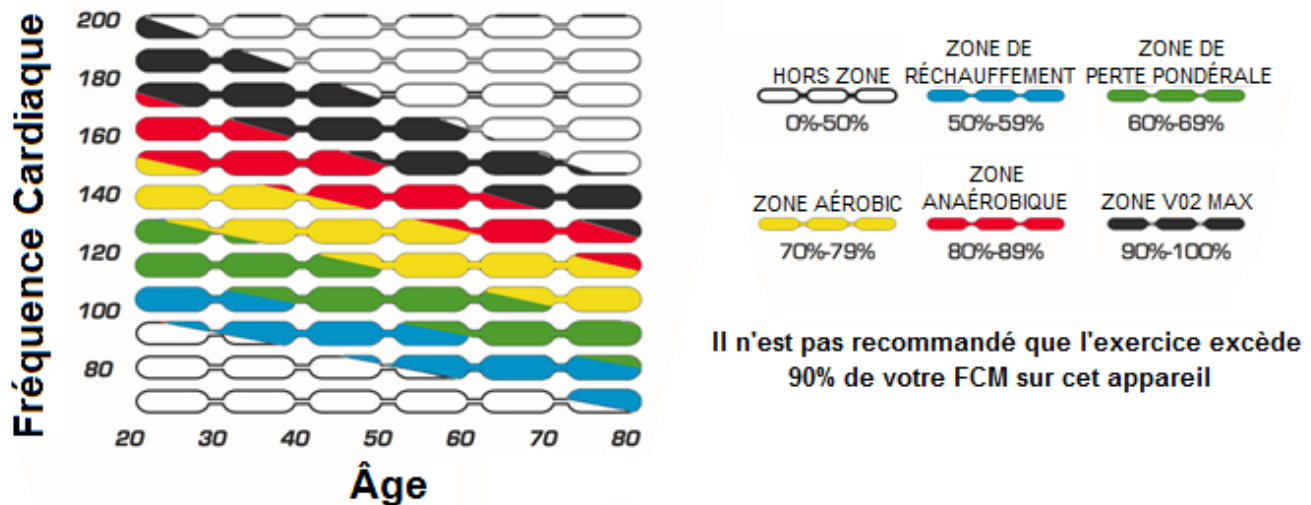 Fréquence Cardiaque
200
180
160
140
120
100
80
20 30 40 50 60 70 80
Âge
HORS ZONE
0%-50%
ZONE DE
RÉCHAUFFEMENT
50%-59%
ZONE DE
PERTE PONDÉRALE
60%-69%
ZONE AÉROBIC
70%-79%
ZONE
ANAÉROBIQUE
80%-89%
ZONE V02 MAX
90%-100%
Il n'est pas recommandé que l'exercice excède
90% de votre FCM sur cet appareil